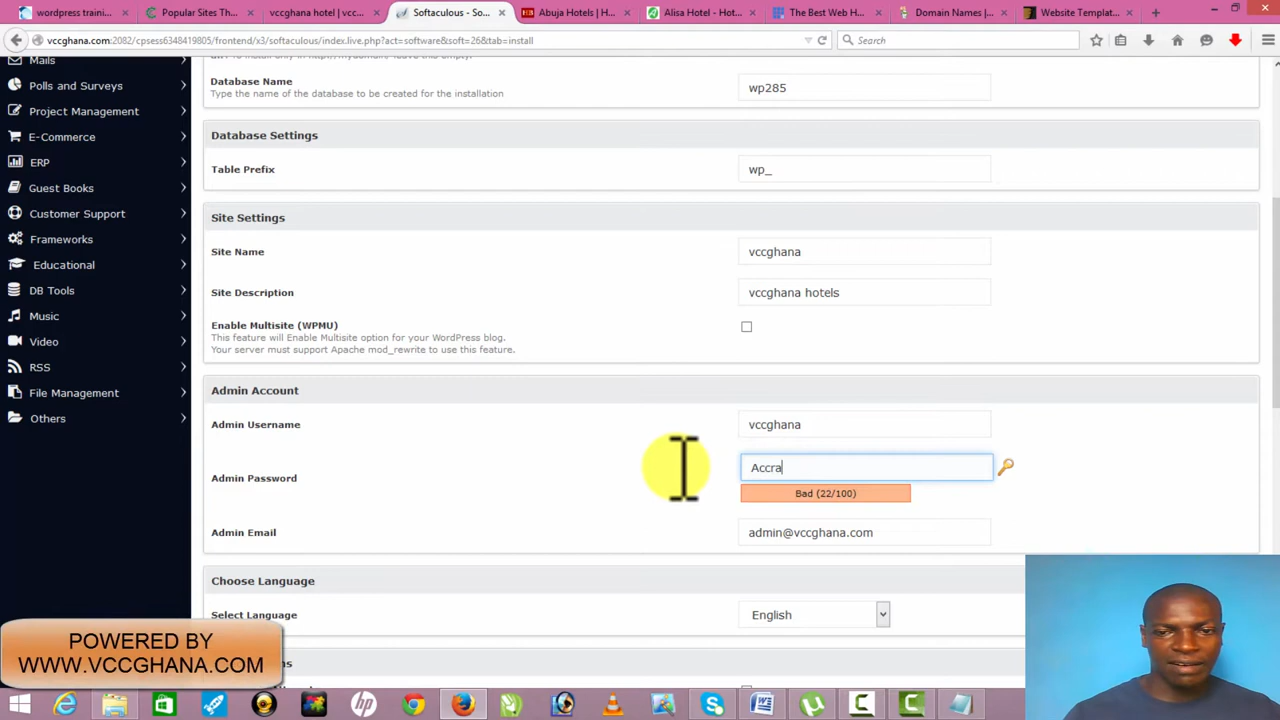 wordpress traini...
Popular Sites Th...
vccghana hotel | vcc...
Softaculous - So...
Abuja Hotels | H...
Alisa Hotel - Hot...
The Best Web H...
Domain Names |...
Website Templat...
vccghana.com:2082/cpsess6348419805/frontend/x3/softaculous/index.live.php?act=software&soft=26&tab=install
Search
Mails
Polls and Surveys
Project Management
E-Commerce
ERP
Guest Books
Customer Support
Frameworks
Educational
DB Tools
Music
Video
RSS
File Management
Others
Database Name
Type the name of the database to be created for the installation
wp285
Database Settings
Table Prefix
wp_
Site Settings
Site Name
vccghana
Site Description
vccghana hotels
Enable Multisite (WPMU)
This feature will Enable Multisite option for your WordPress blog.
Your server must support Apache mod_rewrite to use this feature.
Admin Account
Admin Username
vccghana
Admin Password
Accra
Bad (22/100)
Admin Email
admin@vccghana.com
Choose Language
Select Language
English
POWERED BY
WWW.VCCGHANA.COM